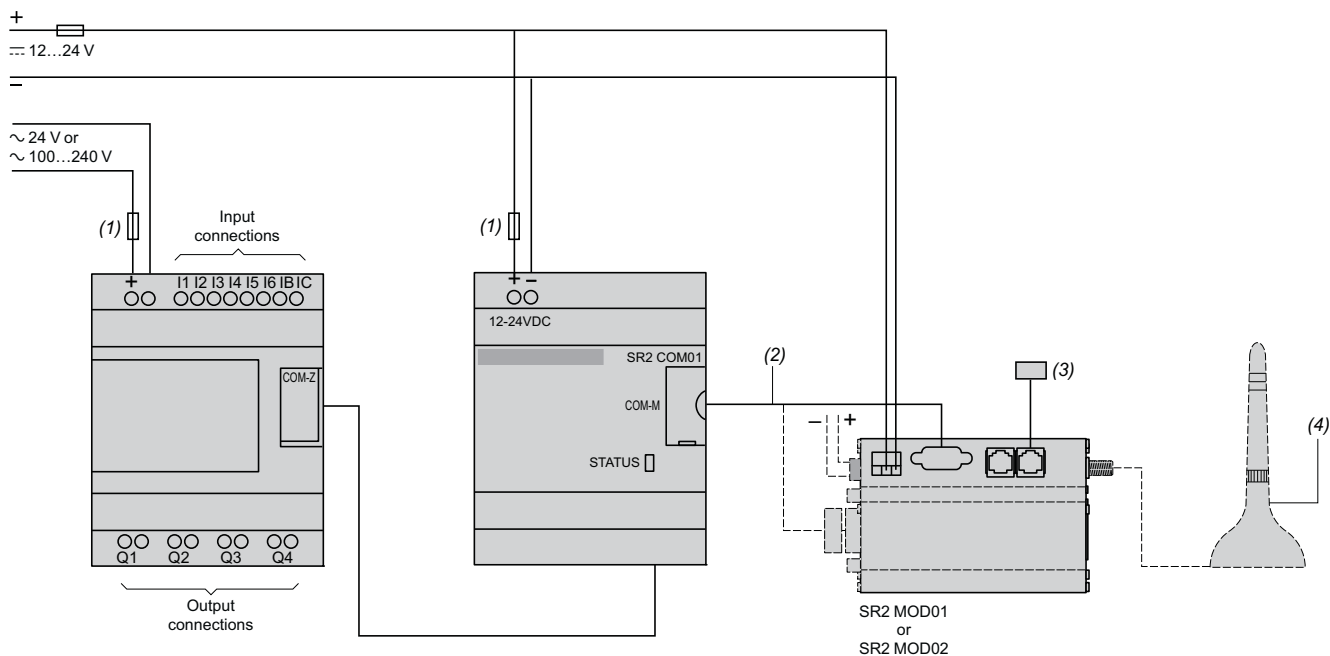 +
⎓ 12…24 V
–
∼ 24 V or
∼ 100…240 V
(1)
Input
connections
+
I1 I2 I3 I4 I5 I6 IB IC
COM-Z
Q1 Q2 Q3 Q4
Output
connections
(1)
+ –
12-24VDC
SR2 COM01
COM-M
STATUS
(2)
– +
(3)
(4)
SR2 MOD01
or
SR2 MOD02